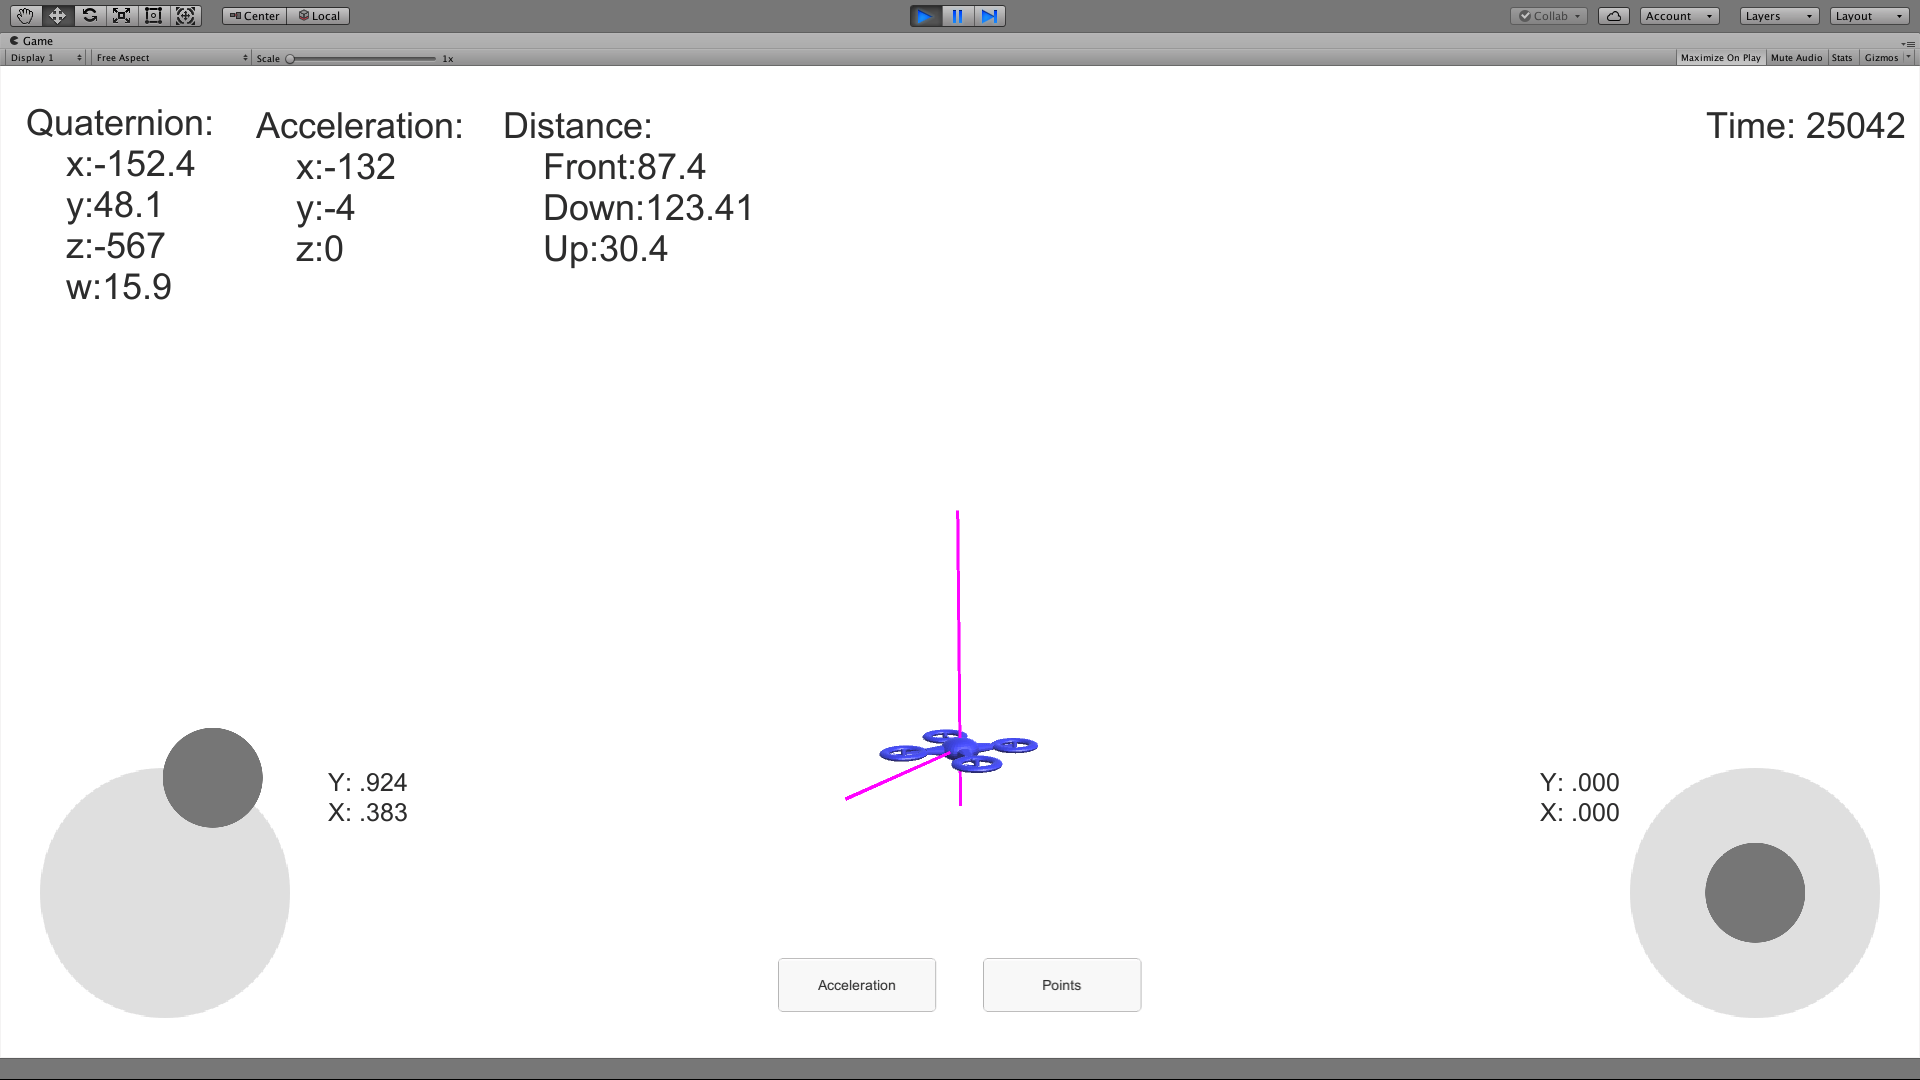 Center Local Collab Account Layers Layout
Game
Display 1 Free Aspect Scale 1x Maximize On Play Mute Audio Stats Gizmos
Quaternion:
x:-152.4
y:48.1
z:-567
w:15.9
Acceleration:
x:-132
y:-4
z:0
Distance:
Front:87.4
Down:123.41
Up:30.4
Time: 25042
Y: .924
X: .383
Y: .000
X: .000
Acceleration
Points